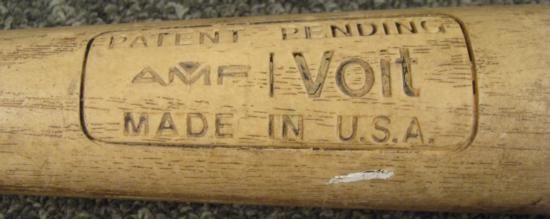 PATENT PENDING
AMF | Voit
MADE IN U.S.A.